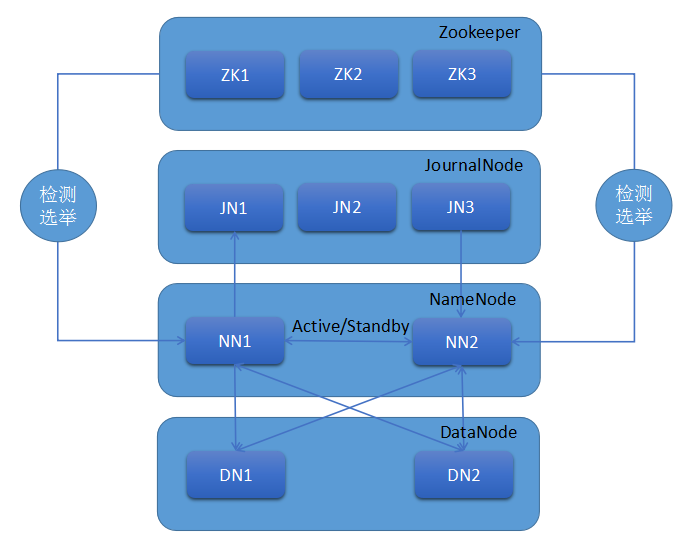 Zookeeper
ZK1
ZK2
ZK3
JournalNode
检测
选举
检测
选举
JN1
JN2
JN3
NameNode
Active/Standby
NN1
NN2
DataNode
DN1
DN2